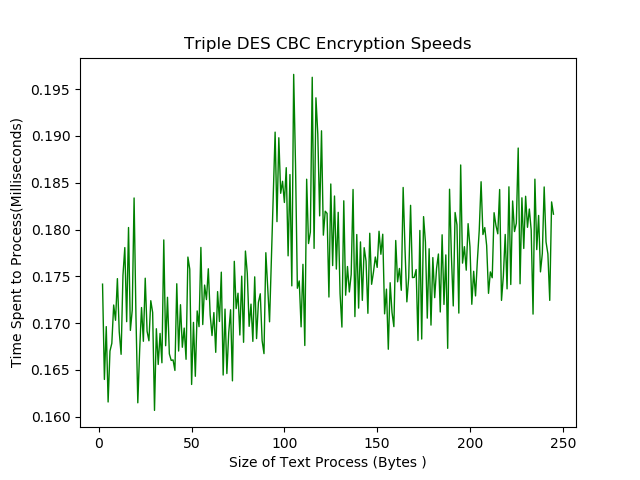 Triple DES CBC Encryption Speeds
Time Spent to Process(Milliseconds)
0.195
0.190
0.185
0.180
0.175
0.170
0.165
0.160
0 50 100 150 200 250
Size of Text Process (Bytes )